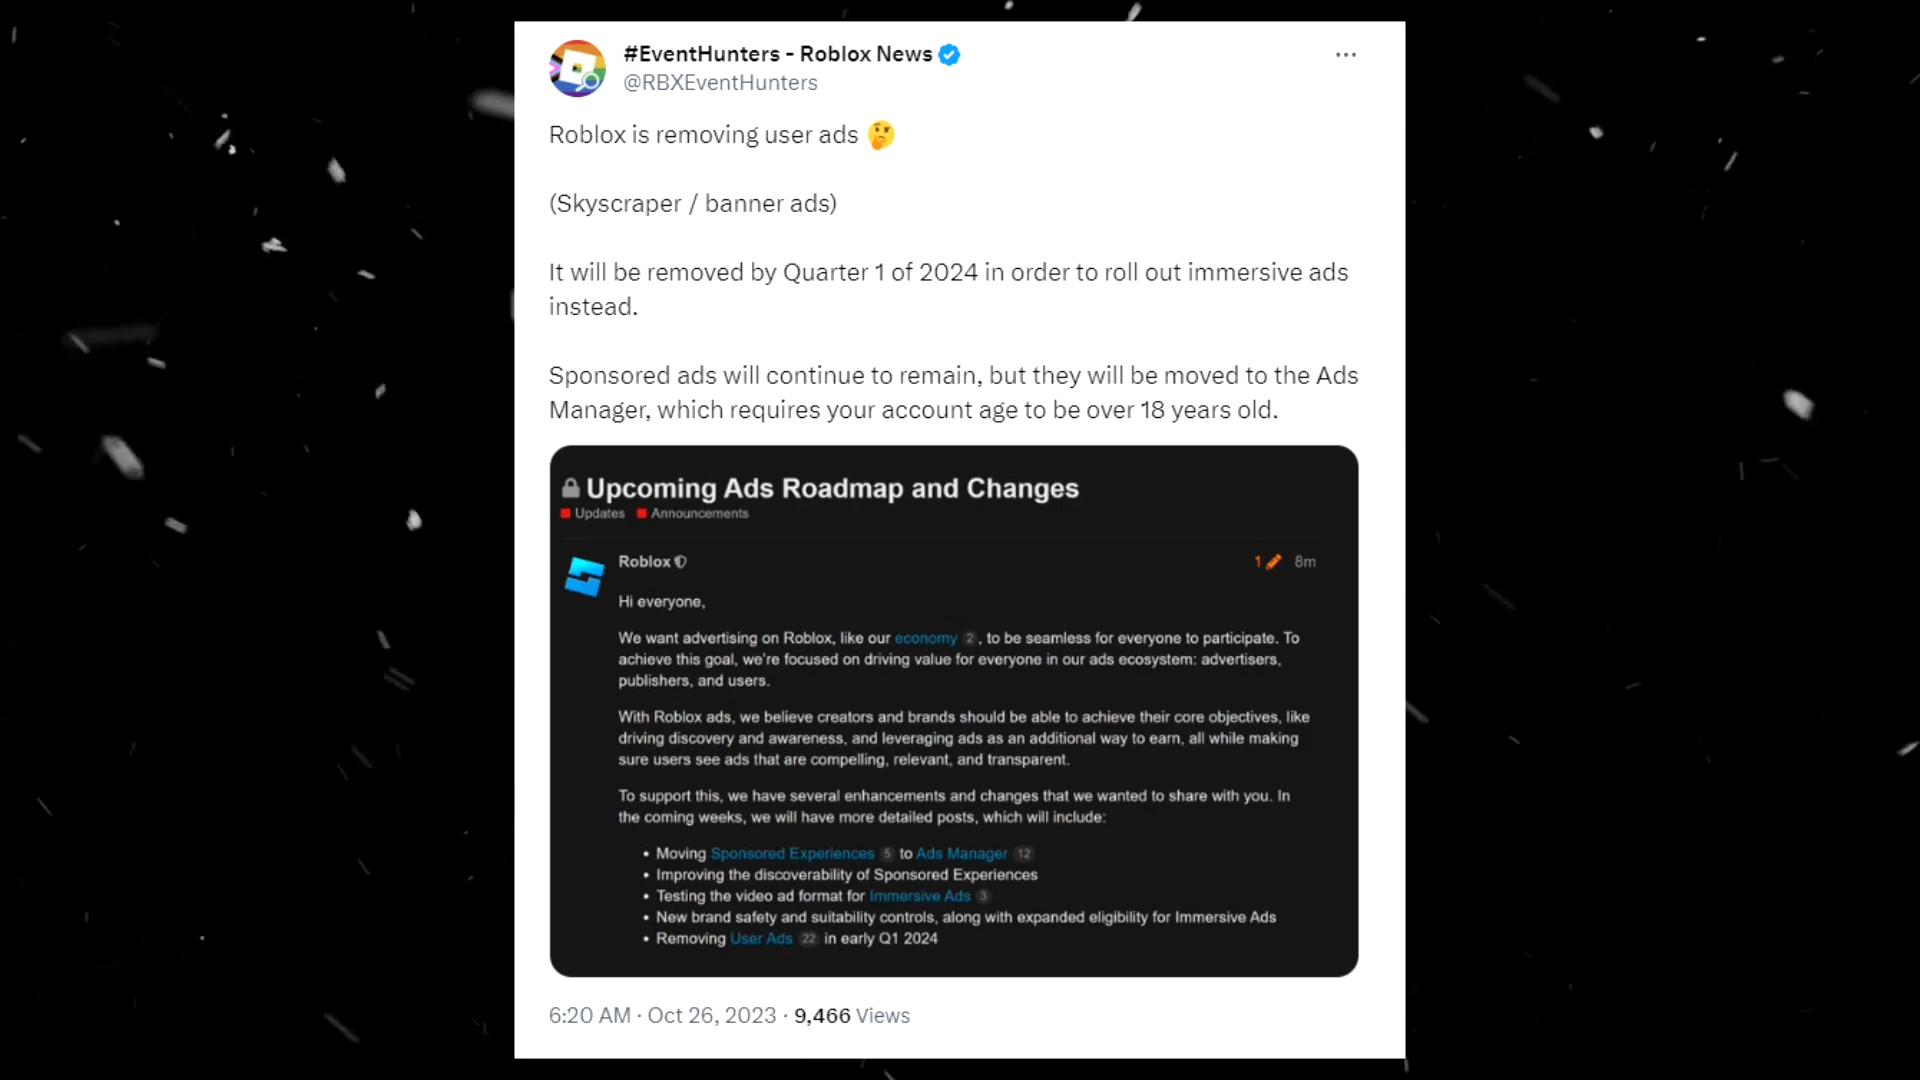 #EventHunters - Roblox News
@RBXEventHunters
Roblox is removing user ads 🤔
(Skyscraper / banner ads)
It will be removed by Quarter 1 of 2024 in order to roll out immersive ads
instead.
Sponsored ads will continue to remain, but they will be moved to the Ads
Manager, which requires your account age to be over 18 years old.
Upcoming Ads Roadmap and Changes
Updates Announcements
Roblox 1 8m
Hi everyone,
We want advertising on Roblox, like our economy 2, to be seamless for everyone to participate. To
achieve this goal, we're focused on driving value for everyone in our ads ecosystem: advertisers,
publishers, and users.
With Roblox ads, we believe creators and brands should be able to achieve their core objectives, like
driving discovery and awareness, and leveraging ads as an additional way to earn, all while making
sure users see ads that are compelling, relevant, and transparent.
To support this, we have several enhancements and changes that we wanted to share with you. In
the coming weeks, we will have more detailed posts, which will include:
• Moving Sponsored Experiences 5 to Ads Manager 12
• Improving the discoverability of Sponsored Experiences
• Testing the video ad format for Immersive Ads 3
• New brand safety and suitability controls, along with expanded eligibility for Immersive Ads
• Removing User Ads 22 in early Q1 2024
6:20 AM · Oct 26, 2023 · 9,466 Views